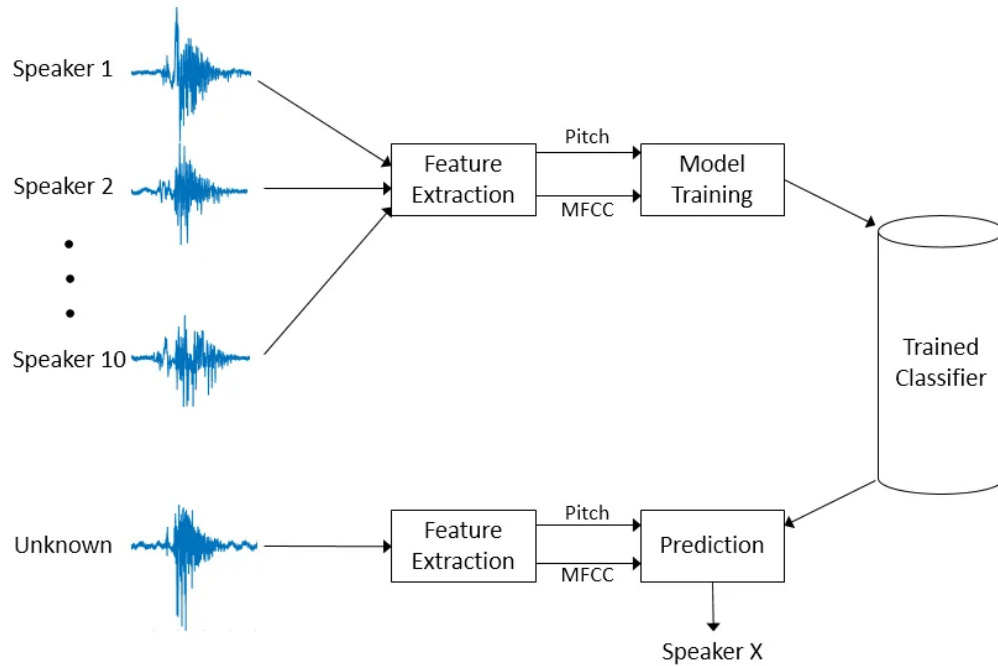 Speaker 1
Speaker 2
Speaker 10
Feature
Extraction
Pitch
MFCC
Model
Training
Trained
Classifier
Unknown
Feature
Extraction
Pitch
MFCC
Prediction
Speaker X